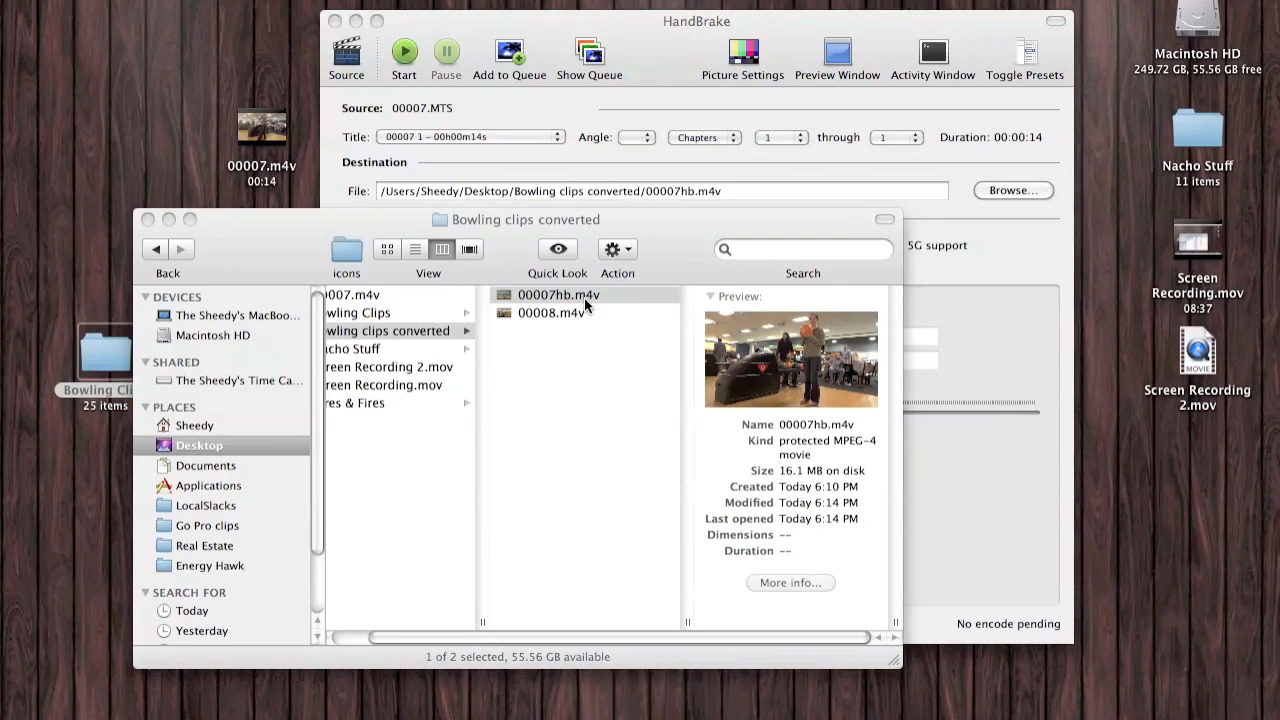 HandBrake
Source
Start
Pause
Add to Queue
Show Queue
Picture Settings
Preview Window
Activity Window
Toggle Presets
Source: 00007.MTS
Title: 00007 1 - 00h00m14s
Angle:
Chapters
1
through
1
Duration: 00:00:14
Destination
File: /Users/Sheedy/Desktop/Bowling clips converted/00007hb.m4v
Browse...
5G support
No encode pending
00007.m4v
00:14
Bowling Cli
25 items
Macintosh HD
249.72 GB, 55.56 GB free
Nacho Stuff
11 items
Screen
Recording.mov
08:37
MOVIE
Screen Recording
2.mov
Bowling clips converted
Back
icons
View
Quick Look
Action
Search
DEVICES
The Sheedy's MacBoo...
Macintosh HD
SHARED
The Sheedy's Time Ca...
PLACES
Sheedy
Desktop
Documents
Applications
LocalSlacks
Go Pro clips
Real Estate
Energy Hawk
SEARCH FOR
Today
Yesterday
007.m4v
wling Clips
wling clips converted
acho Stuff
reen Recording 2.mov
reen Recording.mov
res & Fires
00007hb.m4v
00008.m4v
Preview:
Name 00007hb.m4v
Kind protected MPEG-4
movie
Size 16.1 MB on disk
Created Today 6:10 PM
Modified Today 6:14 PM
Last opened Today 6:14 PM
Dimensions --
Duration --
More info...
1 of 2 selected, 55.56 GB available